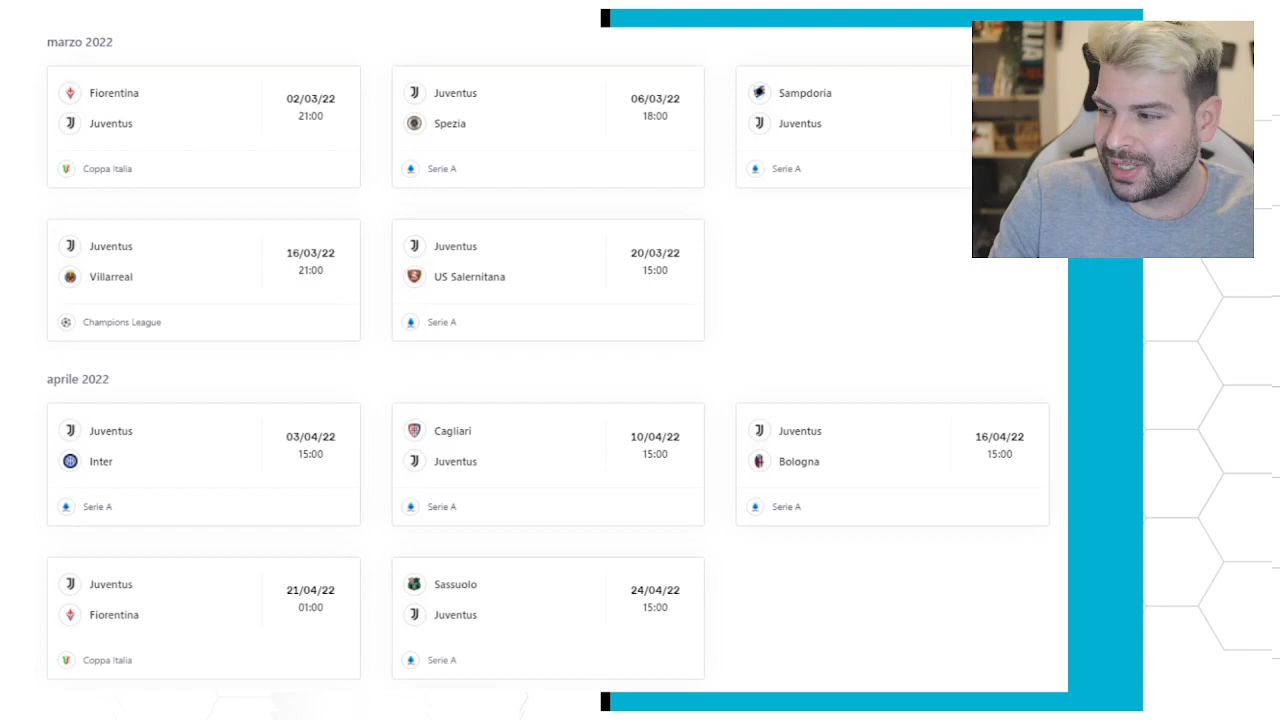 marzo 2022
Fiorentina
Juventus
02/03/22
21:00
Coppa Italia
Juventus
Spezia
06/03/22
18:00
Serie A
Sampdoria
Juventus
Serie A
Juventus
Villarreal
16/03/22
21:00
Champions League
Juventus
US Salernitana
20/03/22
15:00
Serie A
aprile 2022
Juventus
Inter
03/04/22
15:00
Serie A
Cagliari
Juventus
10/04/22
15:00
Serie A
Juventus
Bologna
16/04/22
15:00
Serie A
Juventus
Fiorentina
21/04/22
01:00
Coppa Italia
Sassuolo
Juventus
24/04/22
15:00
Serie A